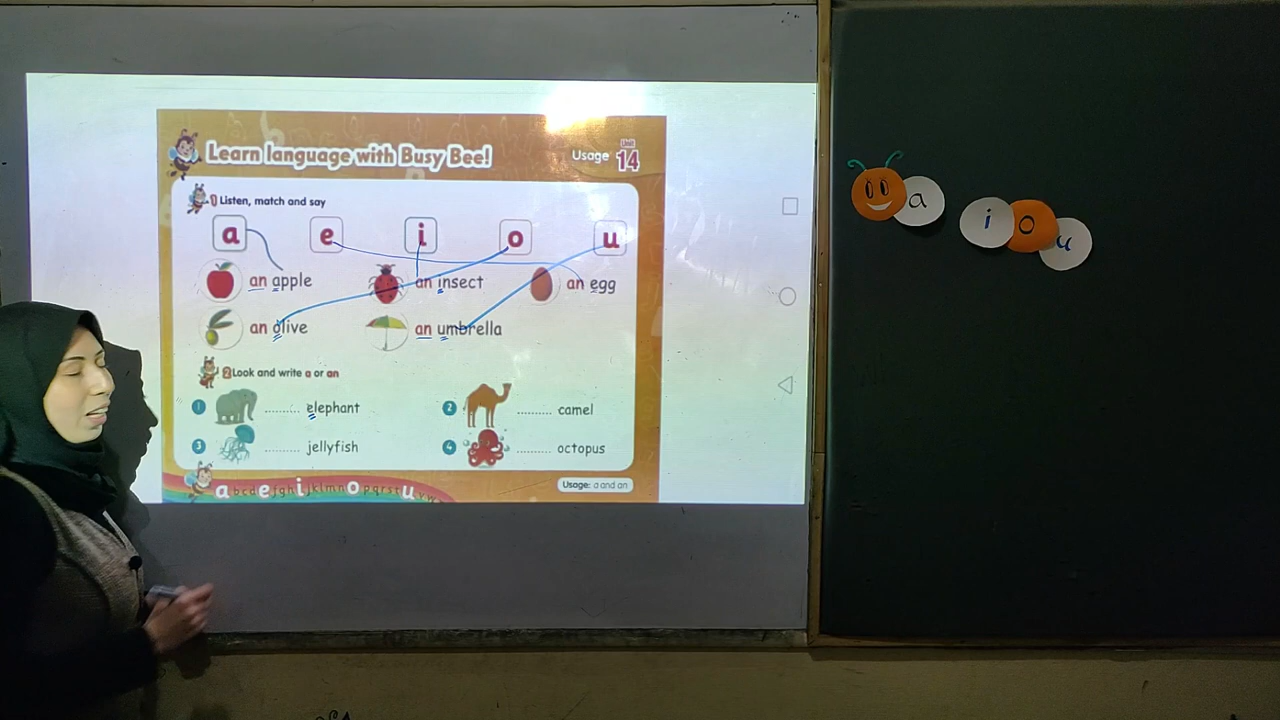 Learn language with Busy Bee!
Usage Unit 14
1 Listen, match and say
a e i o u
an apple an insect an egg
an olive an umbrella
2 Look and write a or an
1 .......... elephant 2 .......... camel
3 .......... jellyfish 4 .......... octopus
a b c d e f g h i j k l m n o p q r s t u v w
Usage: a and an
a i o u